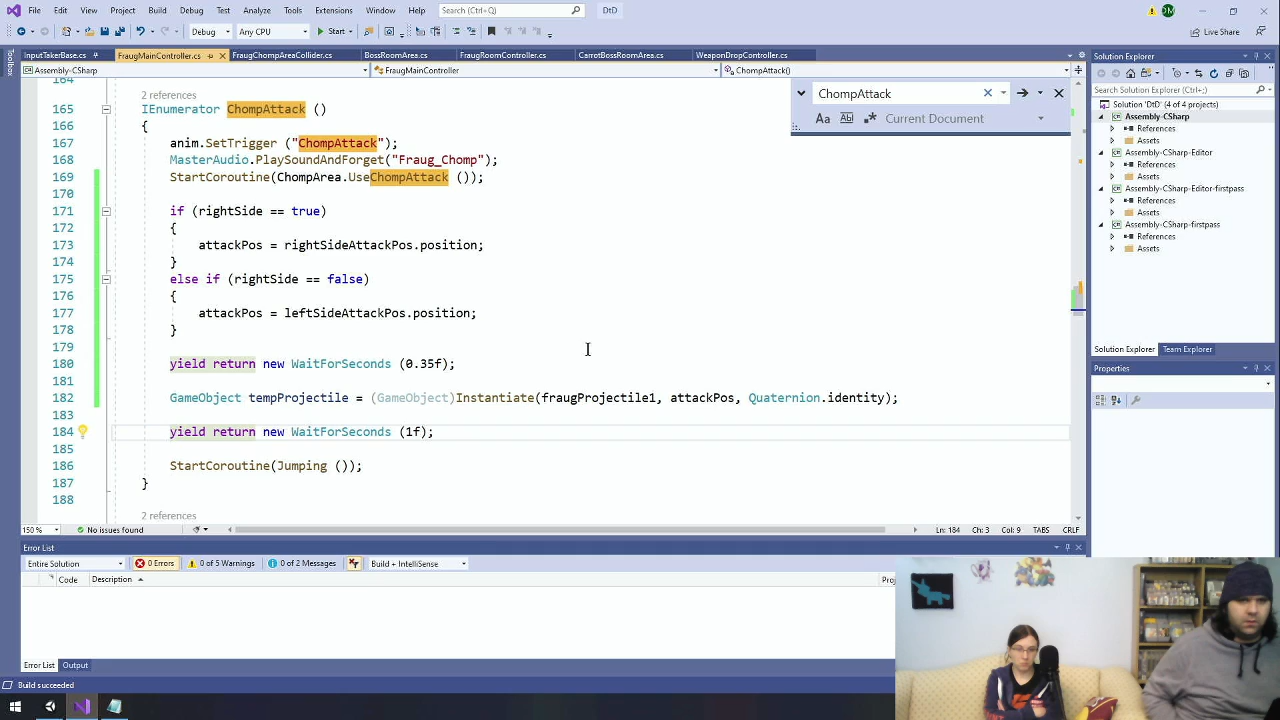 File Edit View Project Build Debug Test Analyze Tools Extensions Window Help Search (Ctrl+Q) DtD DM
Debug Any CPU Start Live Share
InputTakerBase.cs FraugMainController.cs FraugChompAreaCollider.cs BossRoomArea.cs FraugRoomController.cs CarrotBossRoomArea.cs WeaponDropController.cs
Toolbox
Assembly-CSharp FraugMainController ChompAttack()
ChompAttack
Aa Current Document
164
2 references
165 IEnumerator ChompAttack ()
166 {
167 anim.SetTrigger ("ChompAttack");
168 MasterAudio.PlaySoundAndForget("Fraug_Chomp");
169 StartCoroutine(ChompArea.UseChompAttack ());
170
171 if (rightSide == true)
172 {
173 attackPos = rightSideAttackPos.position;
174 }
175 else if (rightSide == false)
176 {
177 attackPos = leftSideAttackPos.position;
178 }
179
180 yield return new WaitForSeconds (0.35f);
181
182 GameObject tempProjectile = (GameObject)Instantiate(fraugProjectile1, attackPos, Quaternion.identity);
183
184 yield return new WaitForSeconds (1f);
185
186 StartCoroutine(Jumping ());
187 }
188
2 references
150 % No issues found Ln: 184 Ch: 3 Col: 9 TABS CRLF
Error List
Entire Solution 0 Errors 0 of 5 Warnings 0 of 2 Messages Build + IntelliSense
Code Description Proj
Error List Output
Build succeeded
Solution Explorer
Search Solution Explorer (Ctrl+;)
Solution 'DtD' (4 of 4 projects)
Assembly-CSharp
References
Assets
Assembly-CSharp-Editor
References
Assets
Assembly-CSharp-Editor-firstpass
References
Assets
Assembly-CSharp-firstpass
References
Assets
Solution Explorer Team Explorer
Properties